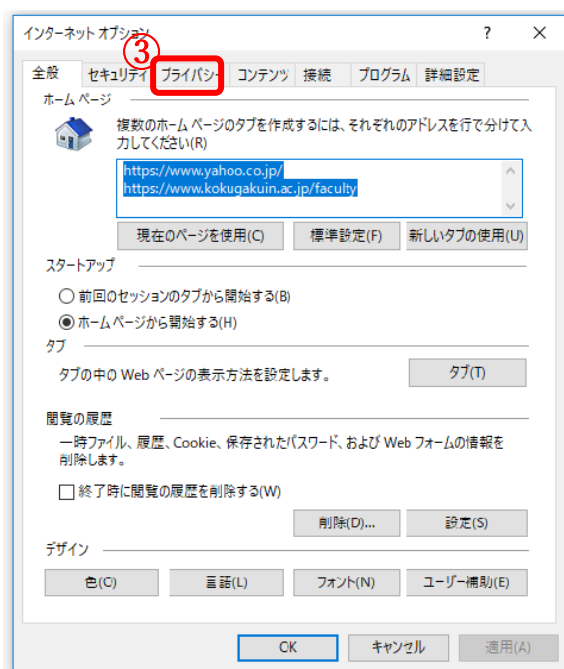 インターネット オプション
? ×
③
全般 セキュリティ プライバシー コンテンツ 接続 プログラム 詳細設定
ホーム ページ
複数のホーム ページのタブを作成するには、それぞれのアドレスを行で分けて入
力してください(R)
https://www.yahoo.co.jp/
https://www.kokugakuin.ac.jp/faculty
現在のページを使用(C) 標準設定(F) 新しいタブの使用(U)
スタートアップ
前回のセッションのタブから開始する(B)
ホーム ページから開始する(H)
タブ
タブの中の Web ページの表示方法を設定します。 タブ(T)
閲覧の履歴
一時ファイル、履歴、Cookie、保存されたパスワード、および Web フォームの情報を
削除します。
終了時に閲覧の履歴を削除する(W)
削除(D)... 設定(S)
デザイン
色(O) 言語(L) フォント(N) ユーザー補助(E)
OK キャンセル 適用(A)